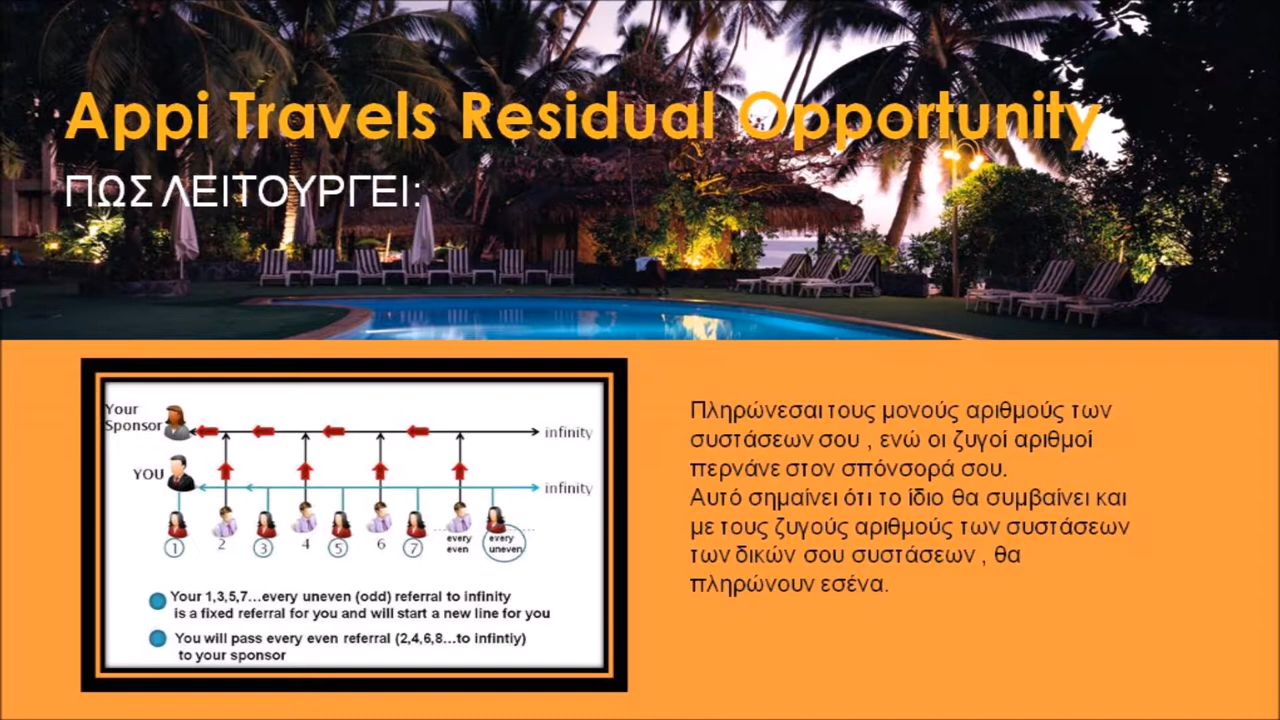 Appi Travels Residual Opportunity
ΠΩΣ ΛΕΙΤΟΥΡΓΕΙ:
Your
Sponsor
infinity
YOU
infinity
1
2
3
4
5
6
7
every
even
every
uneven
Your 1,3,5,7...every uneven (odd) referral to infinity
is a fixed referral for you and will start a new line for you
You will pass every even referral (2,4,6,8...to infintiy)
to your sponsor
Πληρώνεσαι τους μονούς αριθμούς των
συστάσεων σου , ενώ οι ζυγοί αριθμοί
περνάνε στον σπόνσορά σου.
Αυτό σημαίνει ότι το ίδιο θα συμβαίνει και
με τους ζυγούς αριθμούς των συστάσεων
των δικών σου συστάσεων , θα
πληρώνουν εσένα.